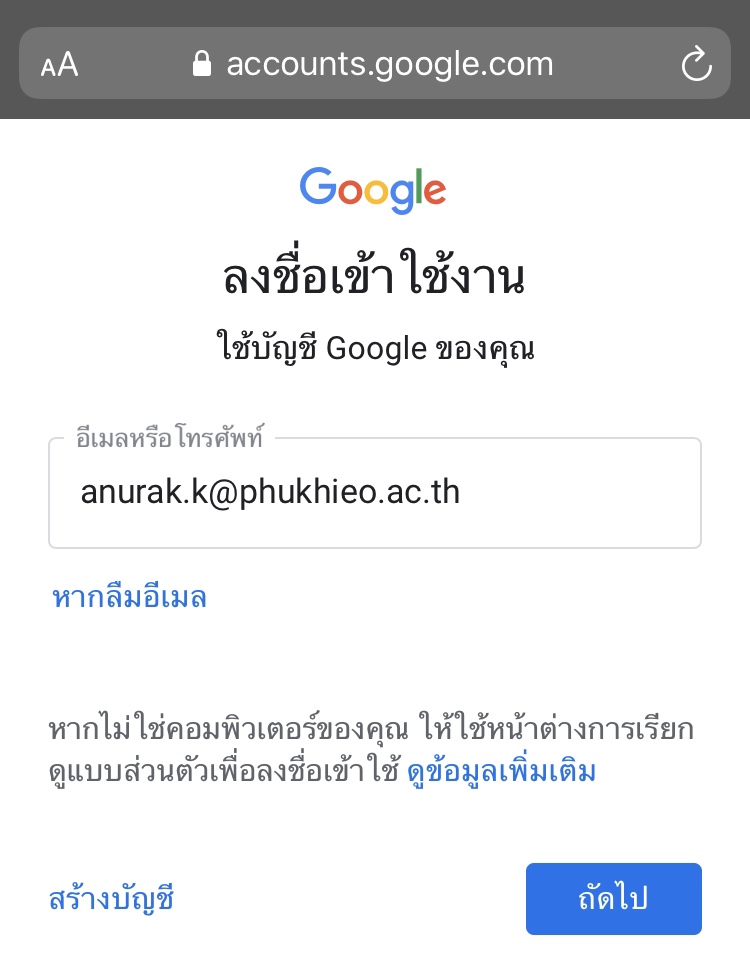 AA accounts.google.com
Google
ลงชื่อเข้าใช้งาน
ใช้บัญชี Google ของคุณ
อีเมลหรือโทรศัพท์
anurak.k@phukhieo.ac.th
หากลืมอีเมล
หากไม่ใช่คอมพิวเตอร์ของคุณ ให้ใช้หน้าต่างการเรียก
ดูแบบส่วนตัวเพื่อลงชื่อเข้าใช้ ดูข้อมูลเพิ่มเติม
สร้างบัญชี
ถัดไป